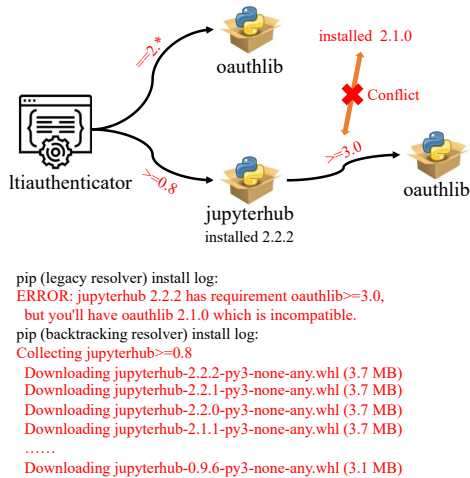 ==2.*
oauthlib
installed 2.1.0
Conflict
ltiauthenticator
>=0.8
jupyterhub
installed 2.2.2
>=3.0
oauthlib
pip (legacy resolver) install log:
ERROR: jupyterhub 2.2.2 has requirement oauthlib>=3.0,
but you'll have oauthlib 2.1.0 which is incompatible.
pip (backtracking resolver) install log:
Collecting jupyterhub>=0.8
Downloading jupyterhub-2.2.2-py3-none-any.whl (3.7 MB)
Downloading jupyterhub-2.2.1-py3-none-any.whl (3.7 MB)
Downloading jupyterhub-2.2.0-py3-none-any.whl (3.7 MB)
Downloading jupyterhub-2.1.1-py3-none-any.whl (3.7 MB)
……
Downloading jupyterhub-0.9.6-py3-none-any.whl (3.1 MB)